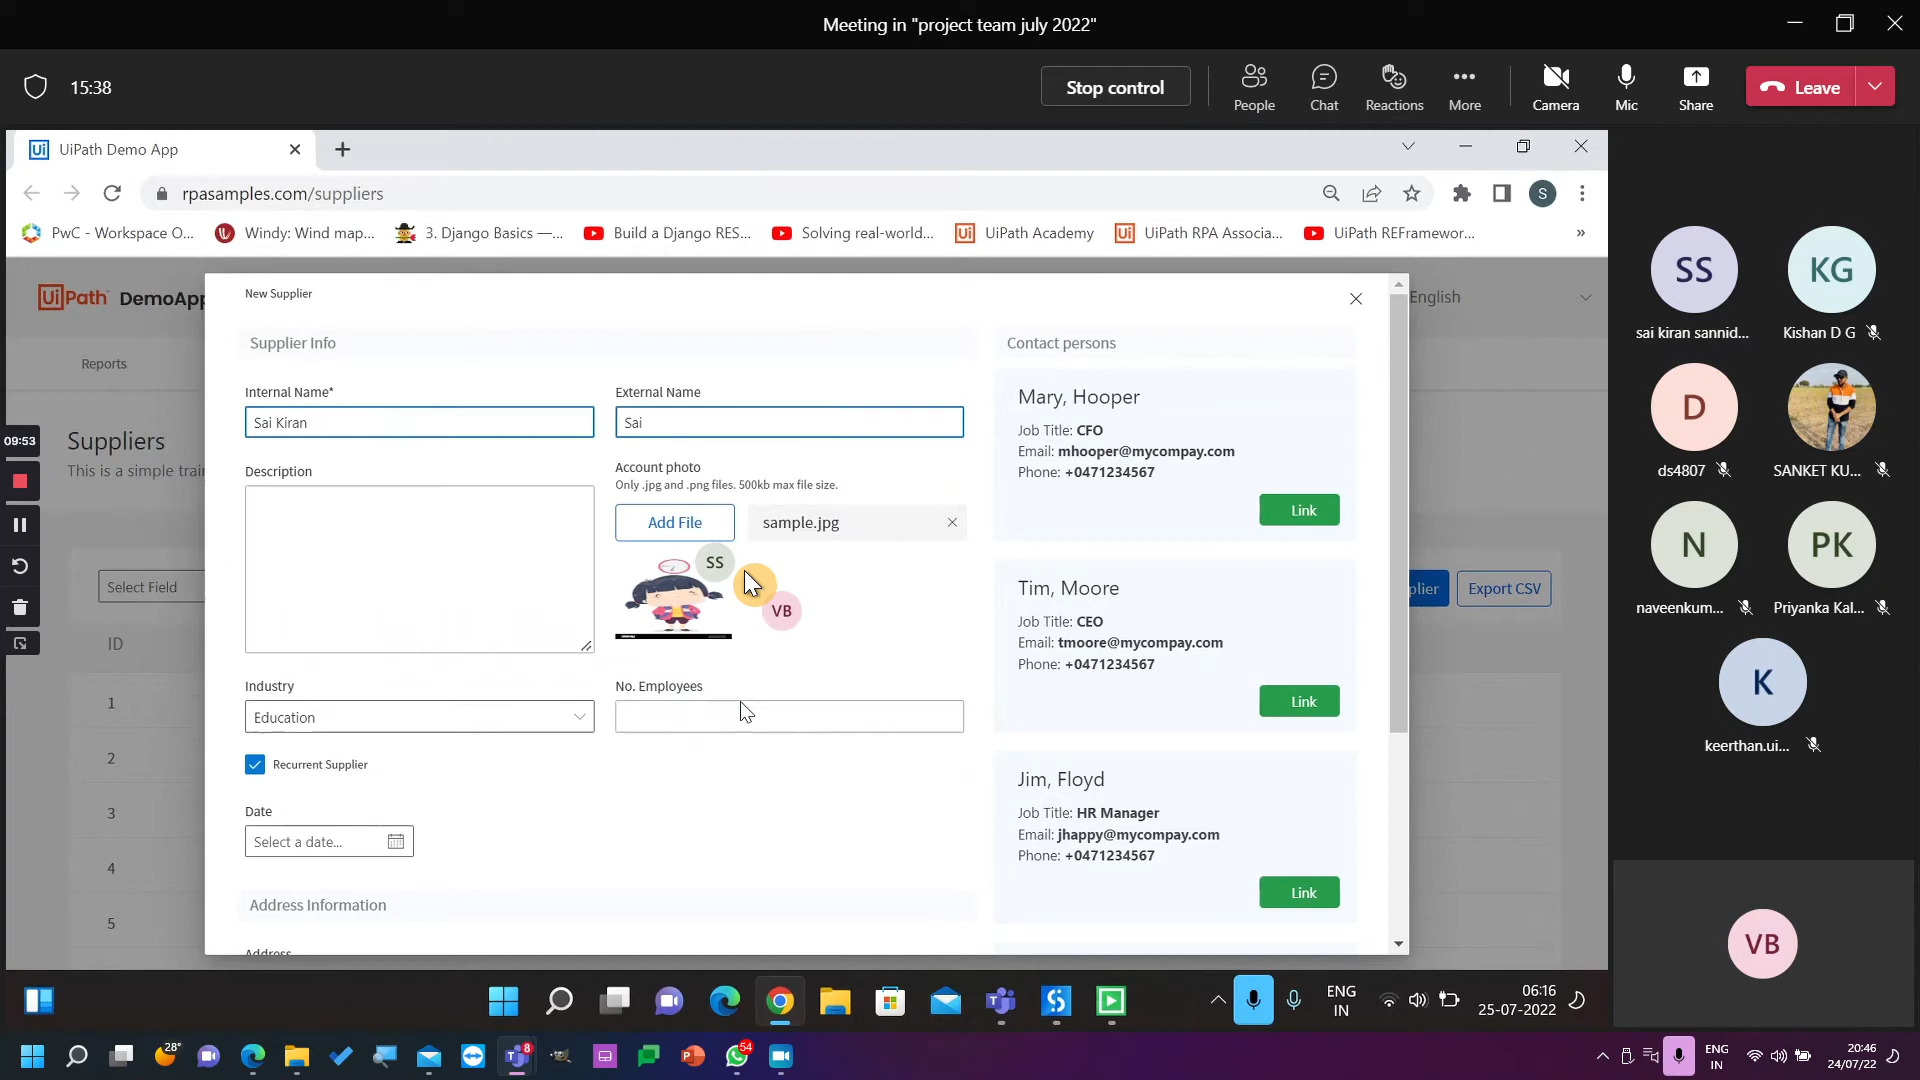 Meeting in "project team july 2022"
15:38
Stop control
People
Chat
Reactions
More
Camera
Mic
Share
Leave
UiPath Demo App
rpasamples.com/suppliers
S
PwC - Workspace O...
Windy: Wind map...
3. Django Basics —...
Build a Django RES...
Solving real-world...
UiPath Academy
UiPath RPA Associa...
UiPath REFramewor...
»
UiPath DemoApp
English
Reports
Suppliers
This is a simple trai
09:53
Select Field
plier
Export CSV
ID
1
2
3
4
5
New Supplier
Supplier Info
Internal Name*
Sai Kiran
External Name
Sai
Description
Account photo
Only .jpg and .png files. 500kb max file size.
Add File
sample.jpg
SS
VB
Industry
Education
No. Employees
Recurrent Supplier
Date
Select a date...
Address Information
Address
Contact persons
Mary, Hooper
Job Title: CFO
Email: mhooper@mycompay.com
Phone: +0471234567
Link
Tim, Moore
Job Title: CEO
Email: tmoore@mycompay.com
Phone: +0471234567
Link
Jim, Floyd
Job Title: HR Manager
Email: jhappy@mycompay.com
Phone: +0471234567
Link
SS
KG
sai kiran sannid...
Kishan D G
D
ds4807
SANKET KU...
N
PK
naveenkum...
Priyanka Kal...
K
keerthan.ui...
VB
ENG
IN
06:16
25-07-2022
28°
8
54
ENG
IN
20:46
24/07/22